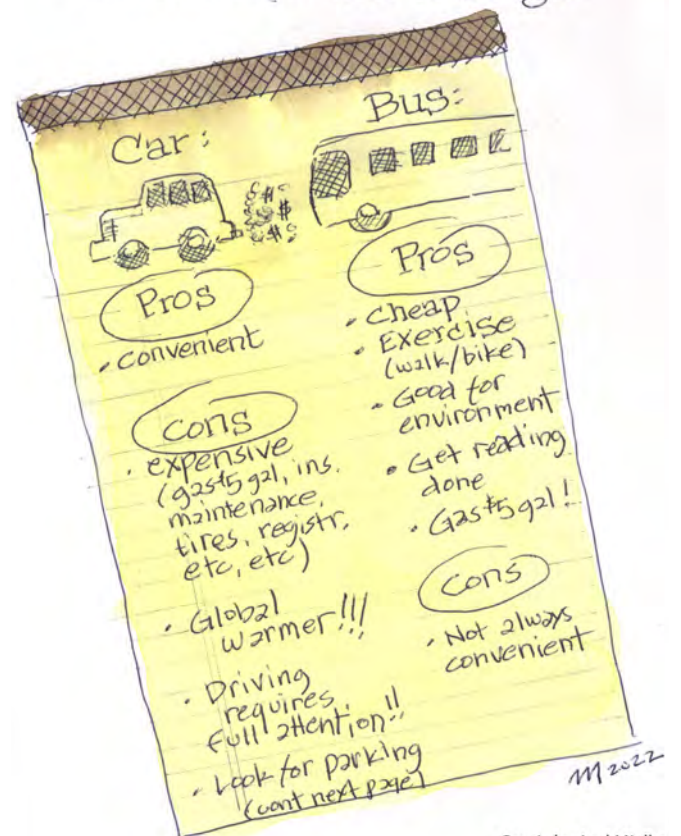 Car:
Pros
• convenient
cons
• expensive
(gas $5 gal, ins.
maintenance,
tires, registr,
etc, etc)
• Global
warmer!!!
• Driving
requires
full attention!!
• Look for parking
(cont next page)
Bus:
Pros
• Cheap
• Exercise
(walk/bike)
• Good for
environment
• Get reading
done
• Gas $5 gal!
cons
• Not always
convenient
2022